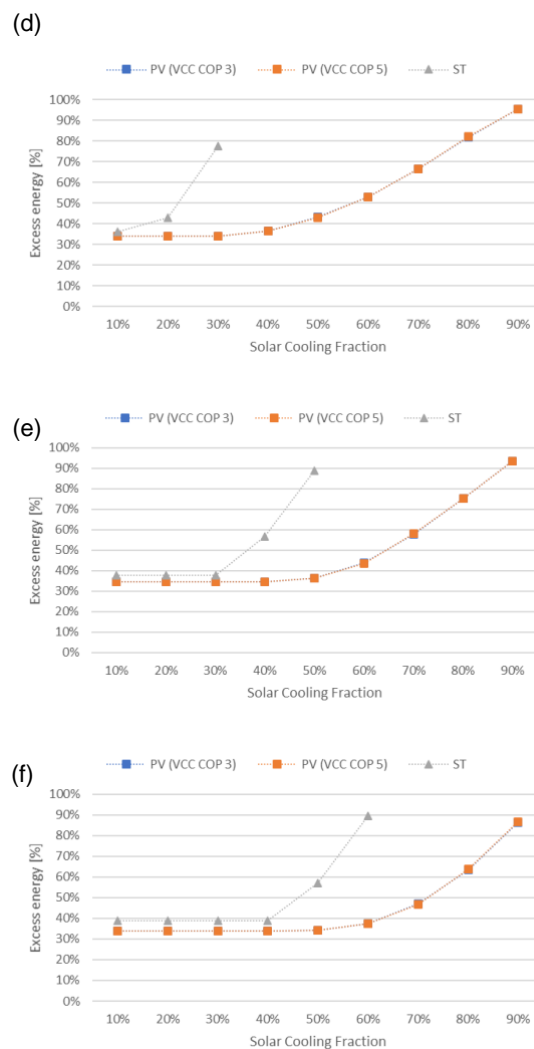 (d)
PV (VCC COP 3) PV (VCC COP 5) ST
100%
90%
80%
70%
60%
50%
40%
30%
20%
10%
0%
Excess energy [%]
10% 20% 30% 40% 50% 60% 70% 80% 90%
Solar Cooling Fraction
(e)
PV (VCC COP 3) PV (VCC COP 5) ST
100%
90%
80%
70%
60%
50%
40%
30%
20%
10%
0%
Excess energy [%]
10% 20% 30% 40% 50% 60% 70% 80% 90%
Solar Cooling Fraction
(f)
PV (VCC COP 3) PV (VCC COP 5) ST
100%
90%
80%
70%
60%
50%
40%
30%
20%
10%
0%
Excess energy [%]
10% 20% 30% 40% 50% 60% 70% 80% 90%
Solar Cooling Fraction